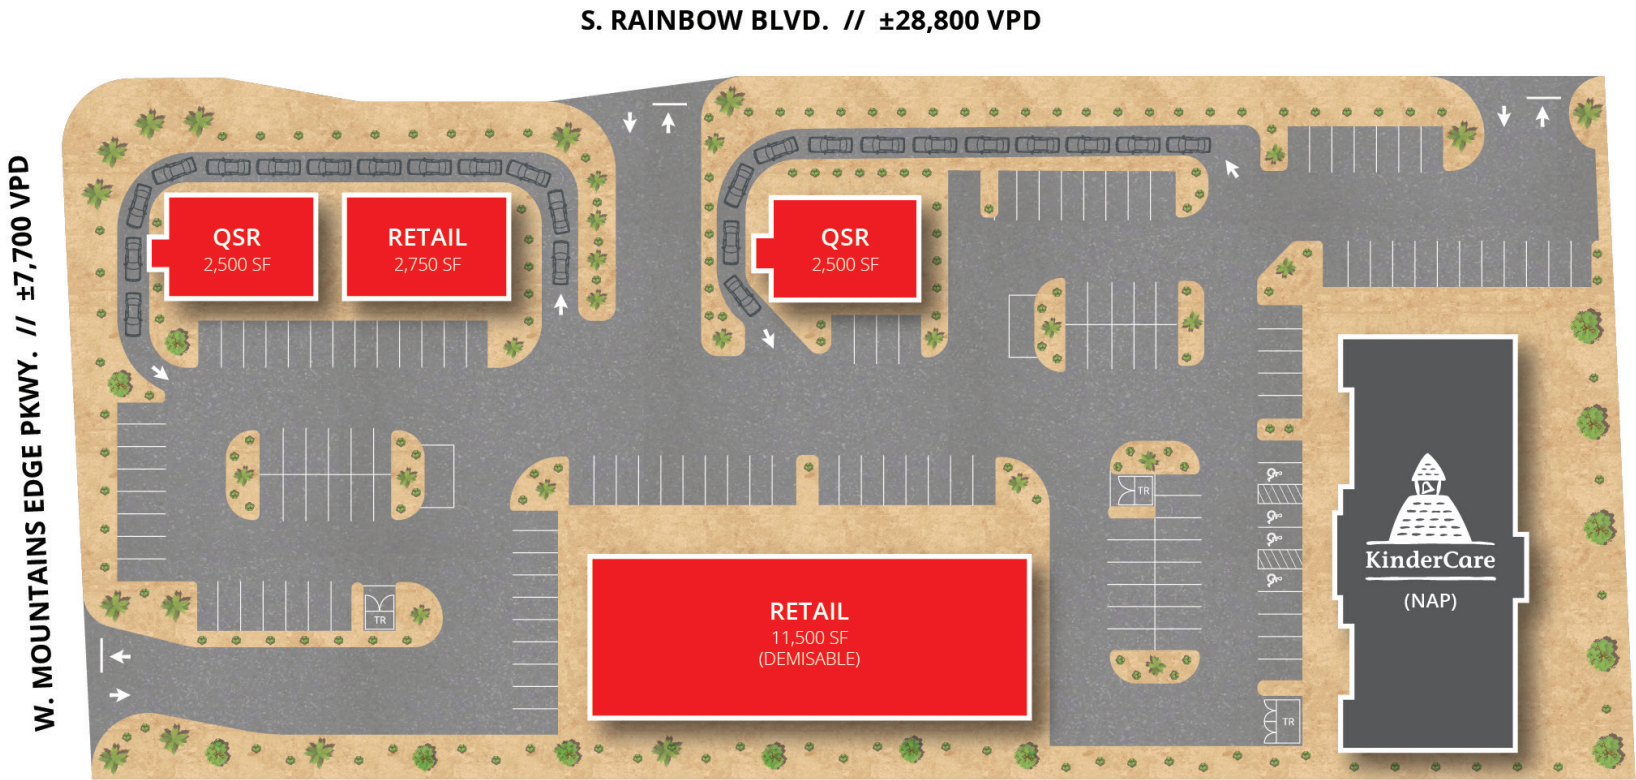 S. RAINBOW BLVD. // ±28,800 VPD
W. MOUNTAINS EDGE PKWY. // ±7,700 VPD
QSR
2,500 SF
RETAIL
2,750 SF
QSR
2,500 SF
TR
TR
RETAIL
11,500 SF
(DEMISABLE)
KinderCare
(NAP)
TR